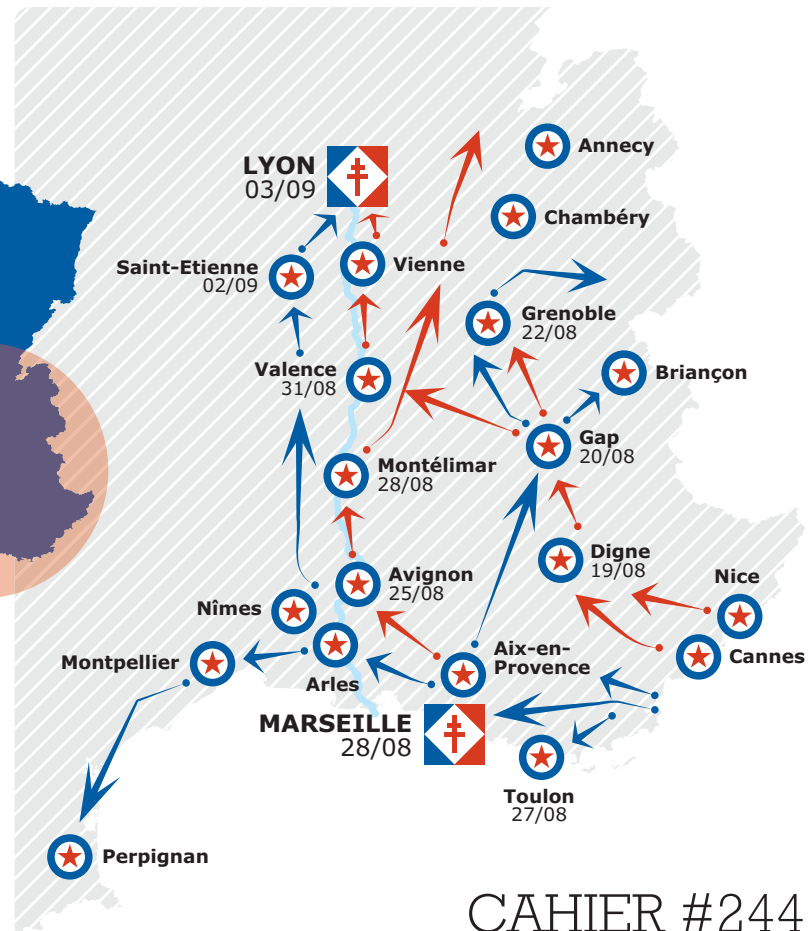 Annecy
LYON
03/09
Chambéry
Saint-Etienne
02/09
Vienne
Grenoble
22/08
Valence
31/08
Briançon
Gap
20/08
Montélimar
28/08
Digne
19/08
Avignon
25/08
Nice
Nîmes
Cannes
Montpellier
Aix-en-
Provence
Arles
MARSEILLE
28/08
Toulon
27/08
Perpignan
CAHIER #244